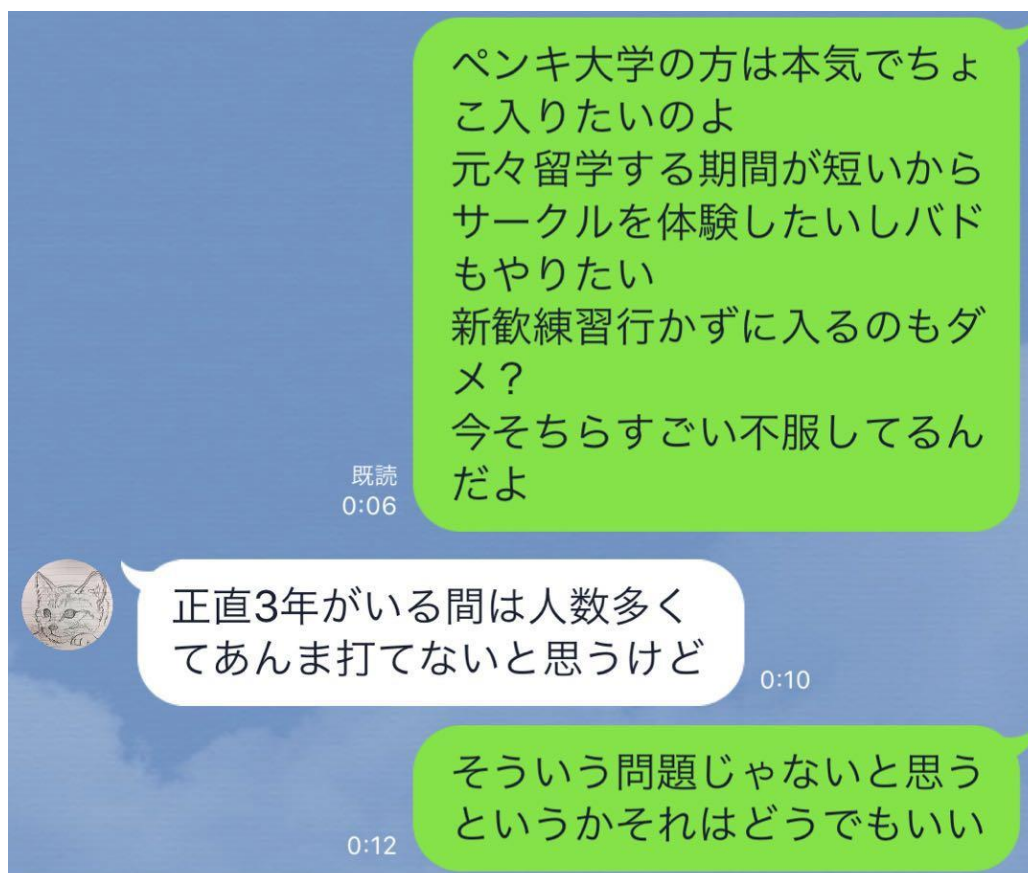 ペンキ大学の方は本気でちょ
こ入りたいのよ
元々留学する期間が短いから
サークルを体験したいしバド
もやりたい
新歓練習行かずに入るのもダ
メ？
今そちらすごい不服してるん
だよ
既読
0:06
正直3年がいる間は人数多く
てあんま打てないと思うけど
0:10
そういう問題じゃないと思う
というかそれはどうでもいい
0:12